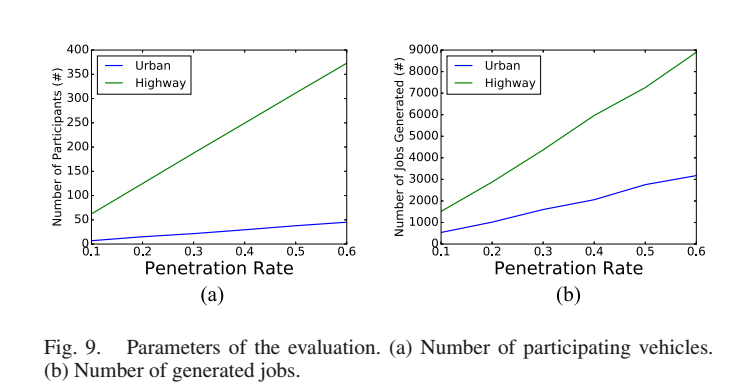 400
350
300
250
200
150
100
50
0
Number of Participants (#)
Urban
Highway
0.1 0.2 0.3 0.4 0.5 0.6
Penetration Rate
(a)
9000
8000
7000
6000
5000
4000
3000
2000
1000
0
Number of Jobs Generated (#)
Urban
Highway
0.1 0.2 0.3 0.4 0.5 0.6
Penetration Rate
(b)
Fig. 9. Parameters of the evaluation. (a) Number of participating vehicles.
(b) Number of generated jobs.